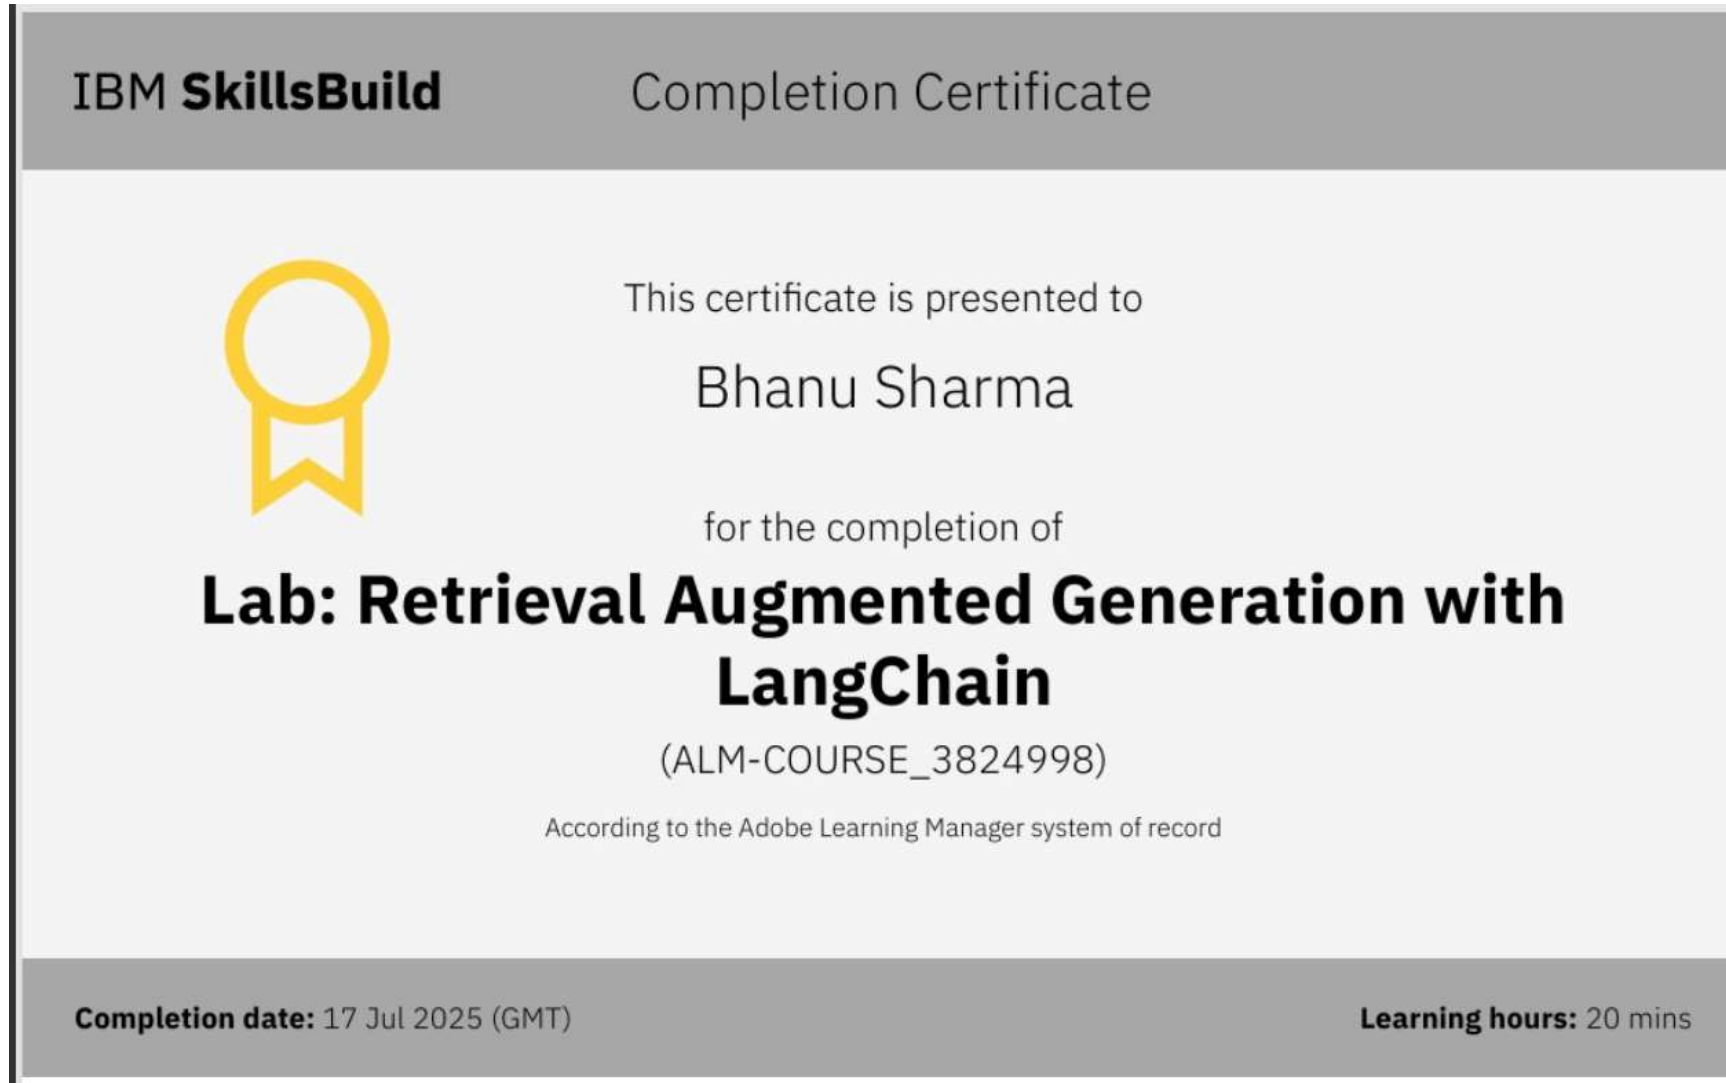 IBM SkillsBuild Completion Certificate
This certificate is presented to
Bhanu Sharma
for the completion of
Lab: Retrieval Augmented Generation with
LangChain
(ALM-COURSE_3824998)
According to the Adobe Learning Manager system of record
Completion date: 17 Jul 2025 (GMT) Learning hours: 20 mins